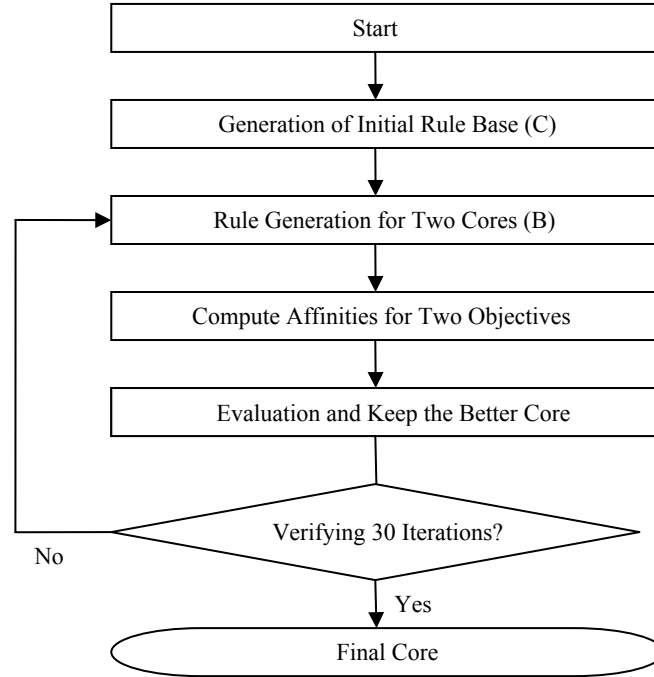 Start
Generation of Initial Rule Base (C)
Rule Generation for Two Cores (B)
Compute Affinities for Two Objectives
Evaluation and Keep the Better Core
Verifying 30 Iterations?
No
Yes
Final Core